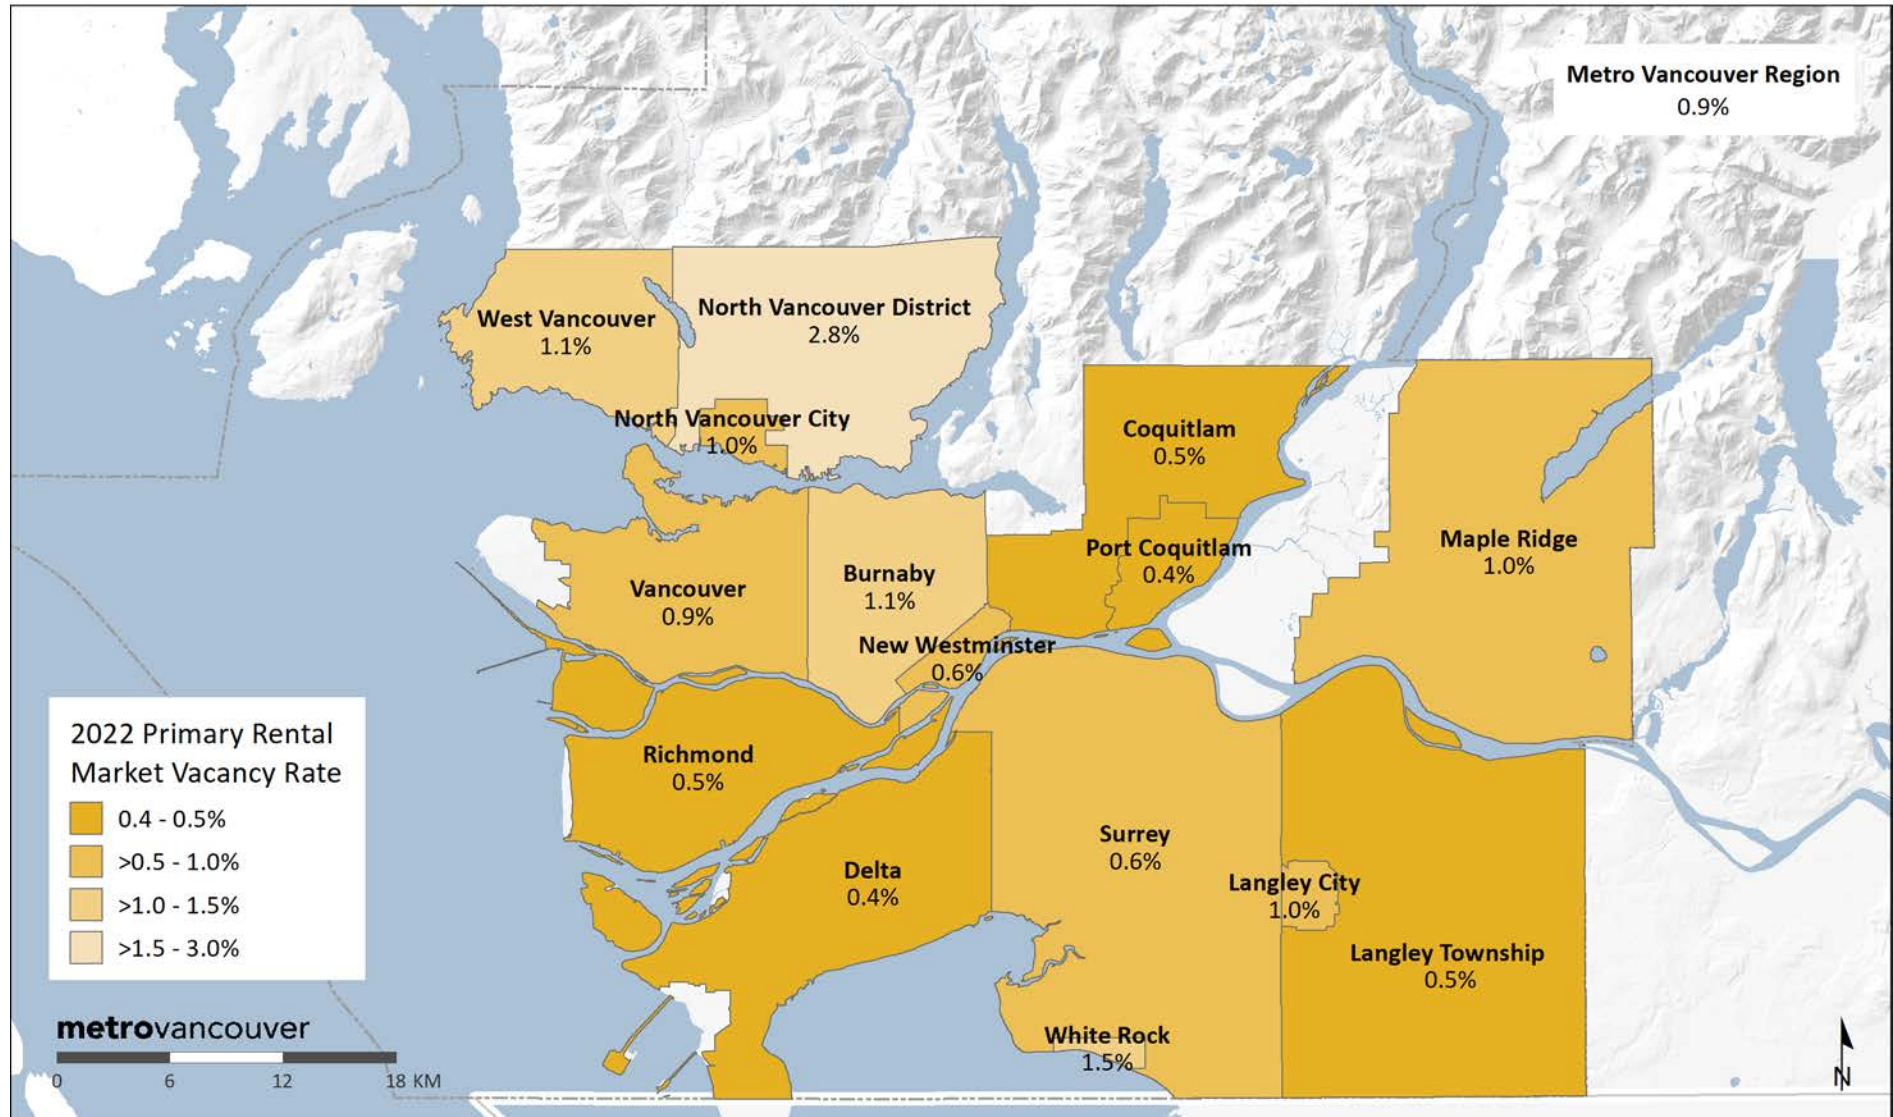 Metro Vancouver Region
0.9%
West Vancouver
1.1%
North Vancouver District
2.8%
North Vancouver City
1.0%
Coquitlam
0.5%
Port Coquitlam
0.4%
Maple Ridge
1.0%
Vancouver
0.9%
Burnaby
1.1%
New Westminster
0.6%
Richmond
0.5%
Delta
0.4%
Surrey
0.6%
Langley City
1.0%
Langley Township
0.5%
White Rock
1.5%
2022 Primary Rental
Market Vacancy Rate
0.4 - 0.5%
>0.5 - 1.0%
>1.0 - 1.5%
>1.5 - 3.0%
metrovancouver
0 6 12 18 KM
N